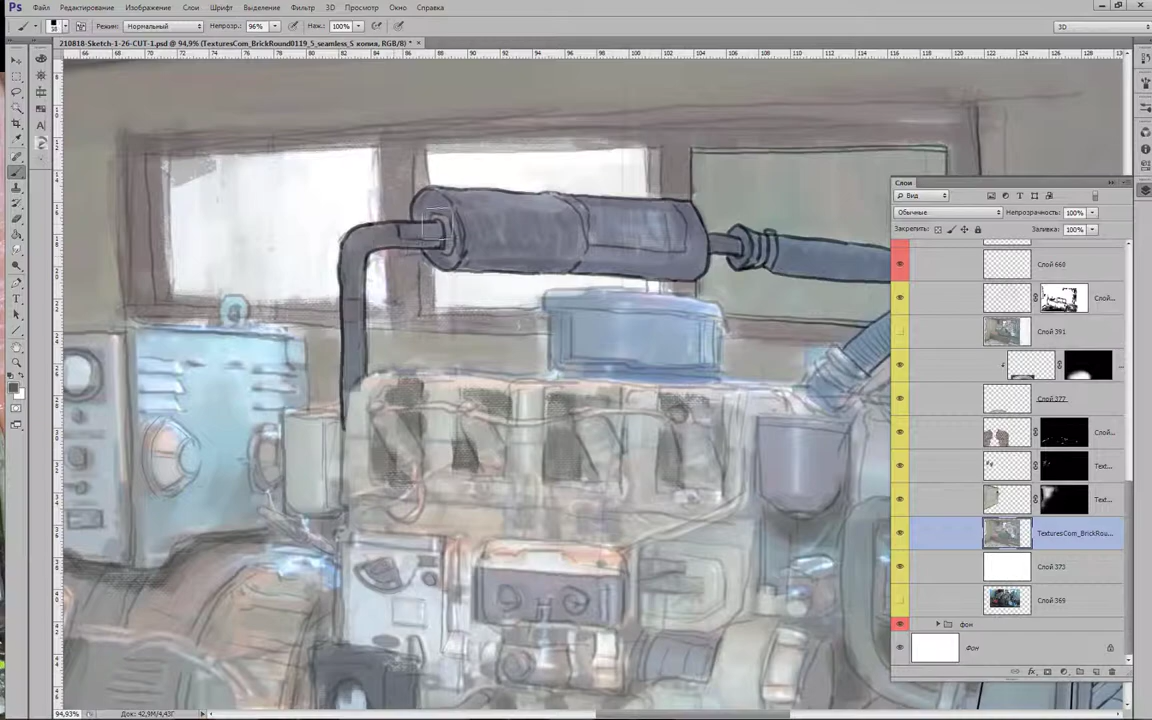 Ps Файл Редактирование Изображение Слои Шрифт Выделение Фильтр 3D Просмотр Окно Справка
Режим: Нормальный Непрозр.: 96% Наж.: 100% 3D
210818-Sketch-1-26-CUT-1.psd @ 94,9% (TexturesCom_BrickRound0119_5_seamless_S копия, RGB/8) *
Слои
Вид
Обычные Непрозрачность: 100%
Закрепить: Заливка: 100%
Слой 660
Слой...
Слой 391
Слой 377
Слой...
Text...
Text...
TexturesCom_BrickRou...
Слой 373
Слой 369
фон
Фон
94,93% Док: 42,9M/4,43Г